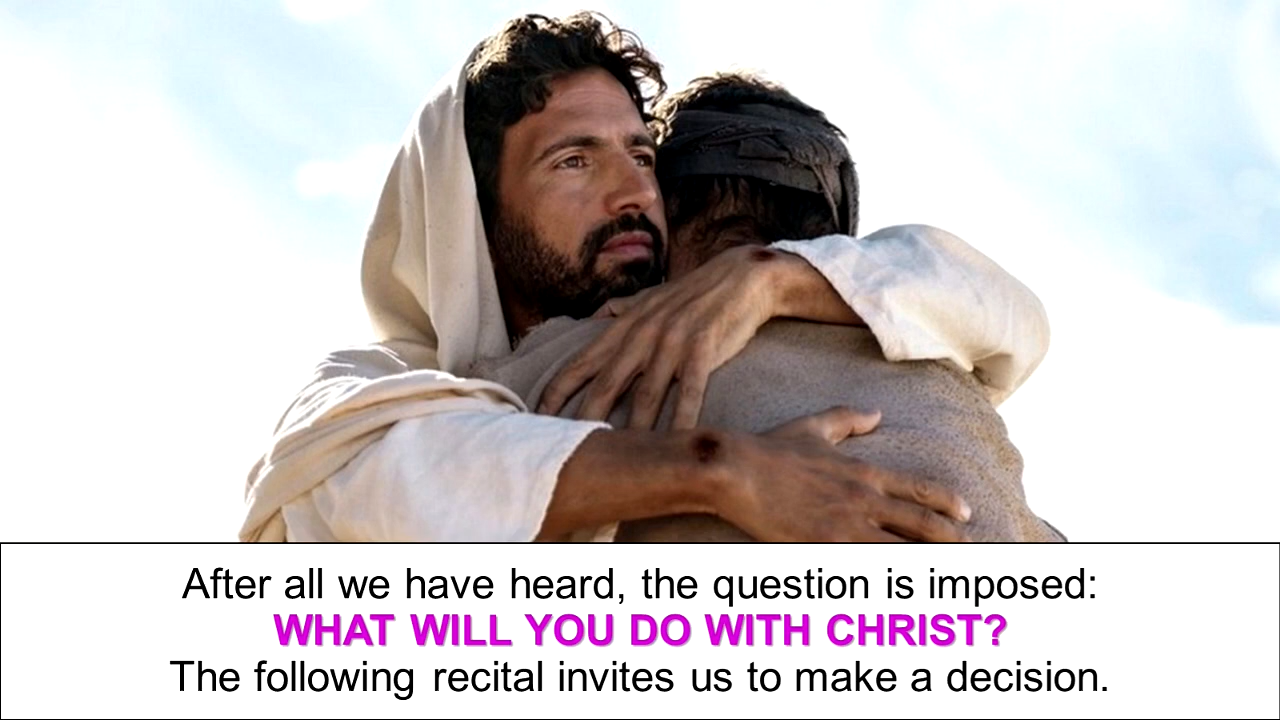 After all we have heard, the question is imposed:
WHAT WILL YOU DO WITH CHRIST?
The following recital invites us to make a decision.